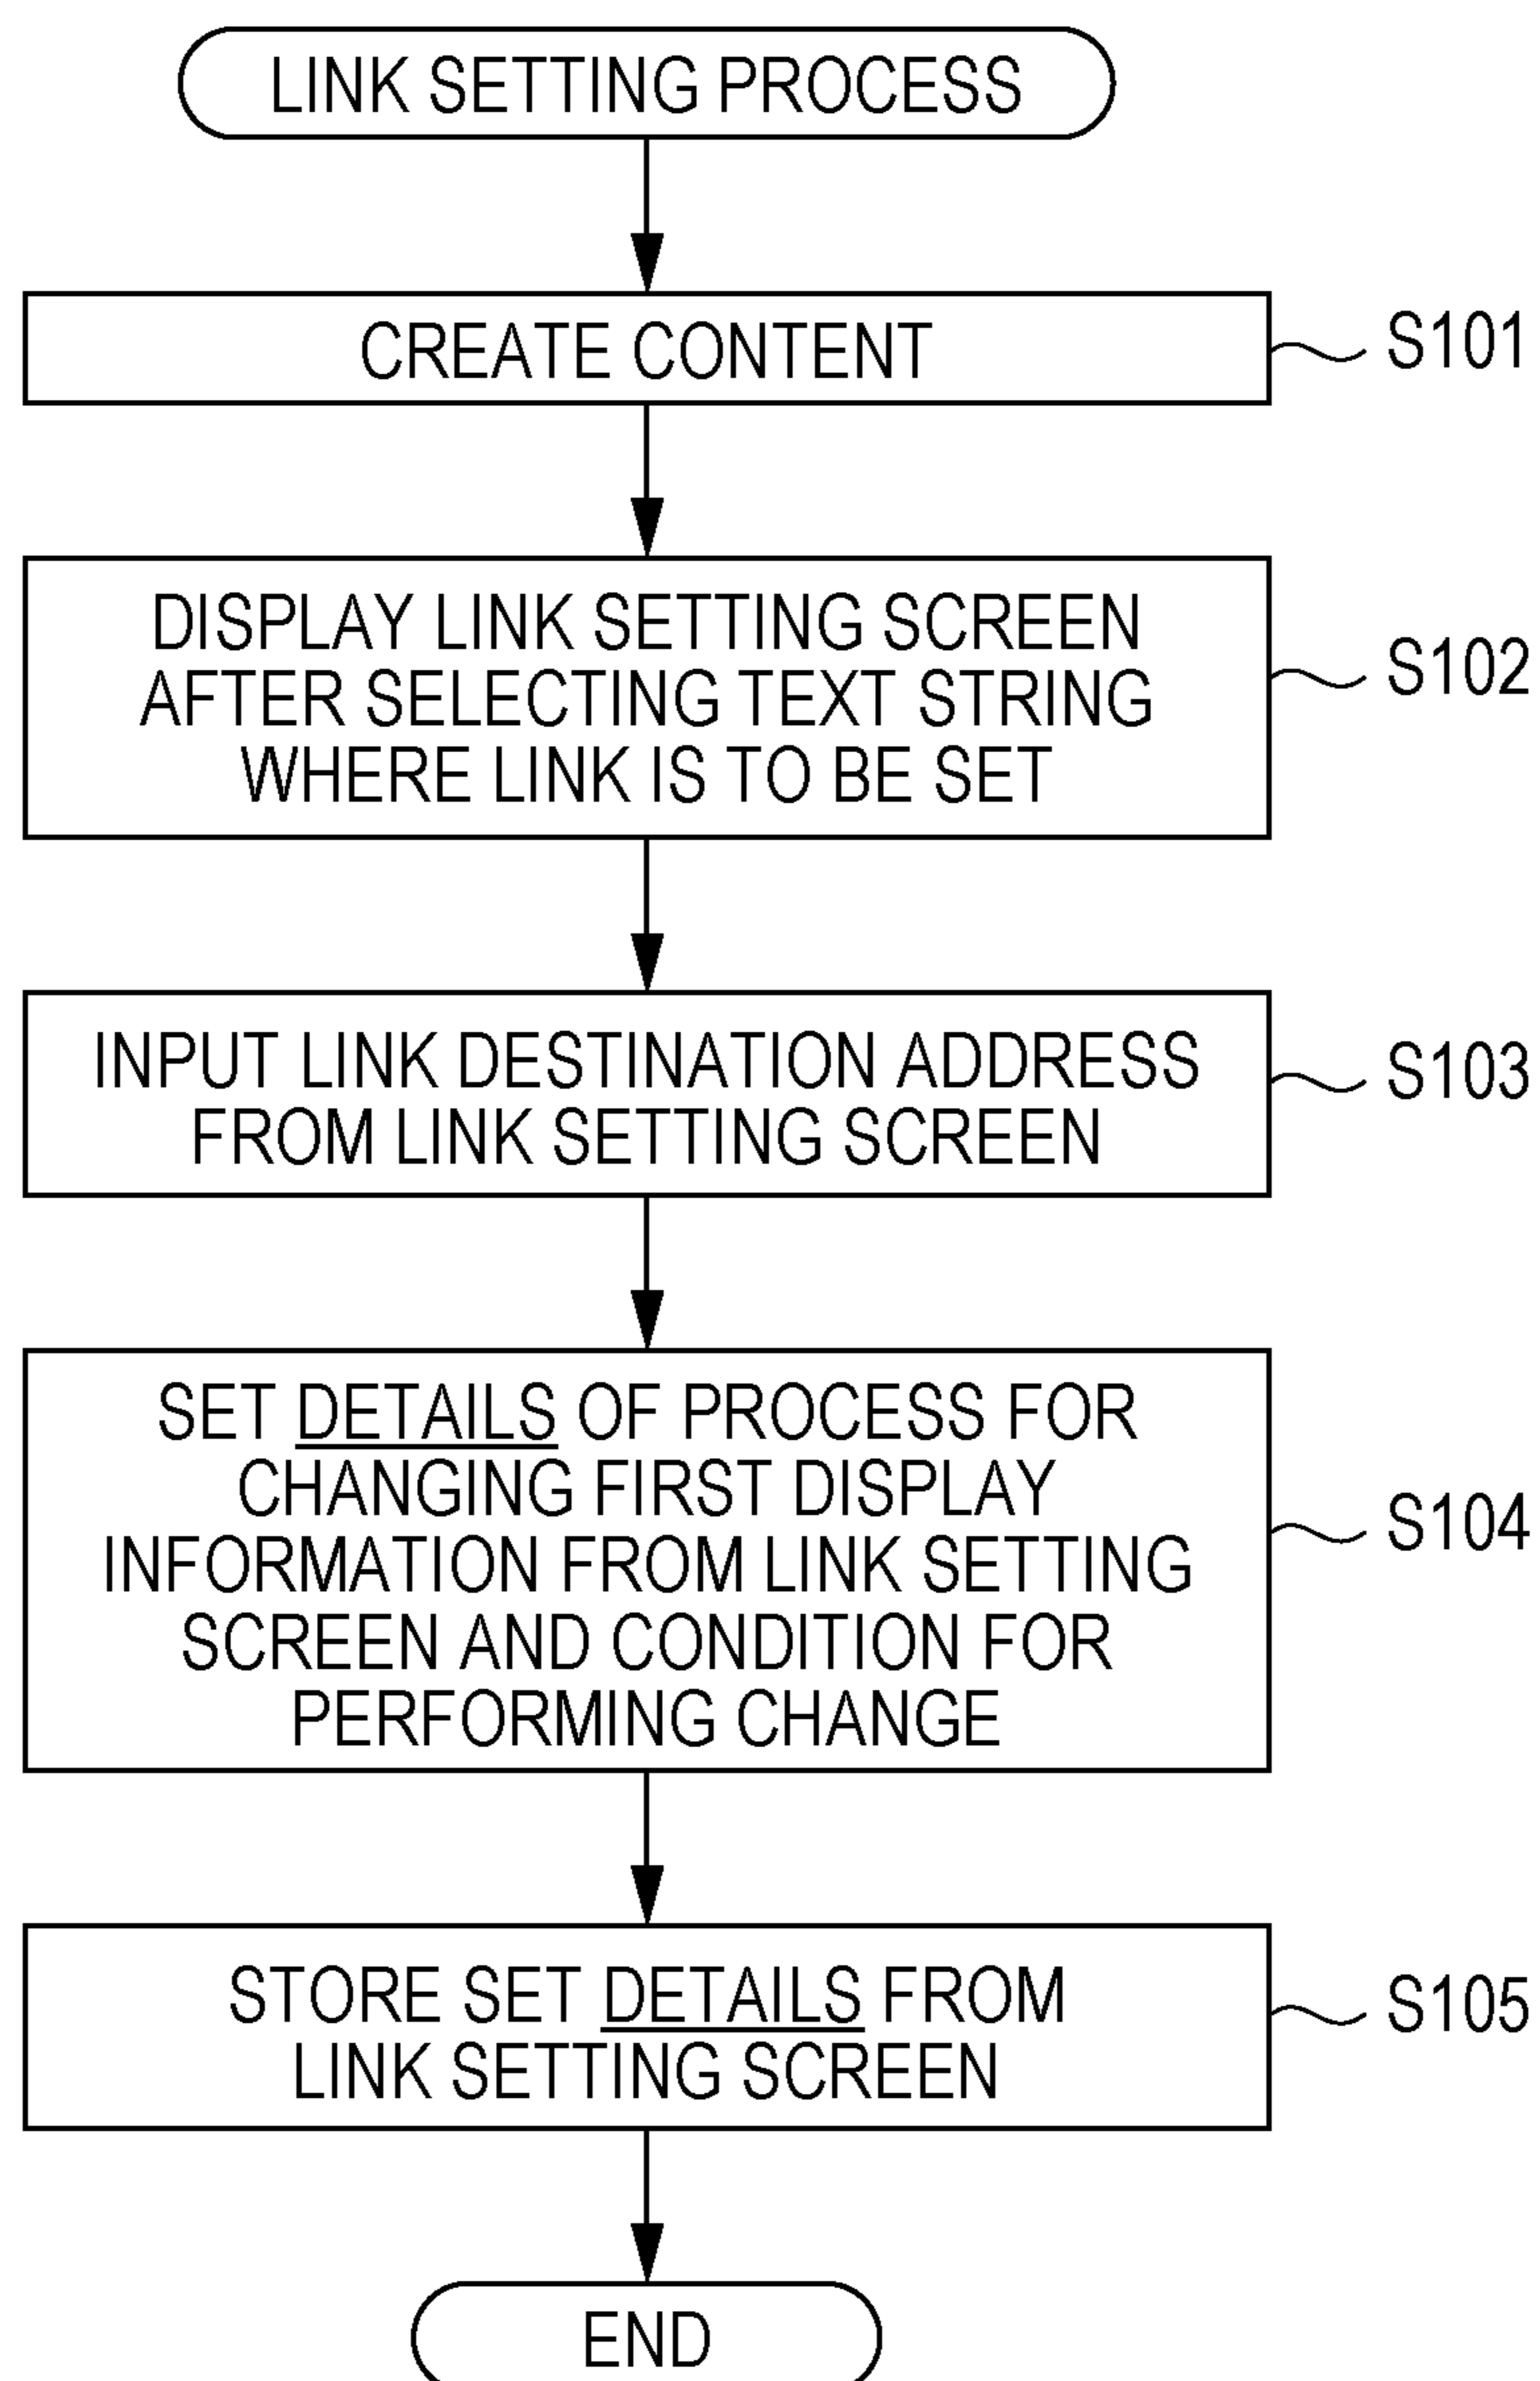 LINK SETTING PROCESS
CREATE CONTENT
S101
DISPLAY LINK SETTING SCREEN
AFTER SELECTING TEXT STRING
WHERE LINK IS TO BE SET
S102
INPUT LINK DESTINATION ADDRESS
FROM LINK SETTING SCREEN
S103
SET DETAILS OF PROCESS FOR
CHANGING FIRST DISPLAY
INFORMATION FROM LINK SETTING
SCREEN AND CONDITION FOR
PERFORMING CHANGE
S104
STORE SET DETAILS FROM
LINK SETTING SCREEN
S105
END